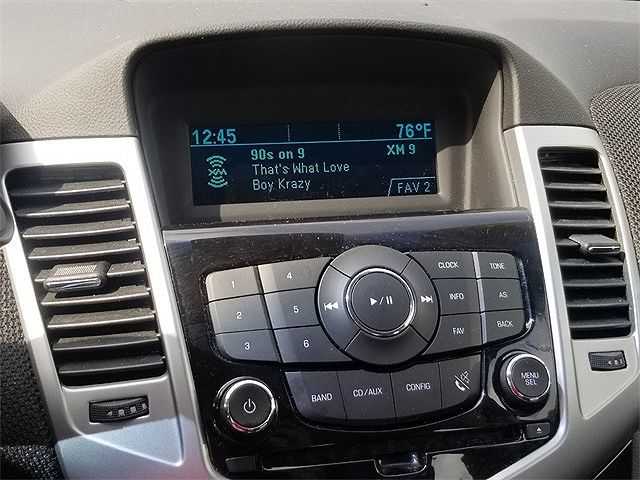 12:45 76°F
90s on 9 XM 9
XM That's What Love
Boy Krazy
FAV 2
1 4 CLOCK TONE
2 5 INFO AS
3 6 FAV BACK
BAND CD/AUX CONFIG
MENU
SEL